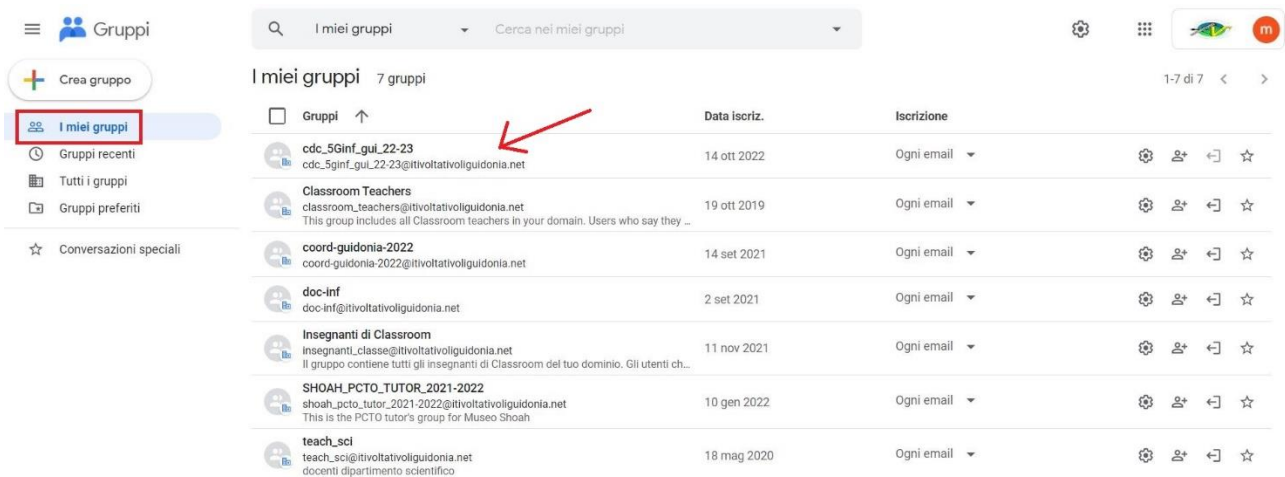 Gruppi
I miei gruppi Cerca nei miei gruppi
m
Crea gruppo
I miei gruppi
Gruppi recenti
Tutti i gruppi
Gruppi preferiti
Conversazioni speciali
I miei gruppi 7 gruppi 1-7 di 7
Gruppi Data iscriz. Iscrizione
cdc_5Ginf_gui_22-23
cdc_5ginf_gui_22-23@itivoltativoliguidonia.net
14 ott 2022 Ogni email
Classroom Teachers
classroom_teachers@itivoltativoliguidonia.net
This group includes all Classroom teachers in your domain. Users who say they ...
19 ott 2019 Ogni email
coord-guidonia-2022
coord-guidonia-2022@itivoltativoliguidonia.net
14 set 2021 Ogni email
doc-inf
doc-inf@itivoltativoliguidonia.net
2 set 2021 Ogni email
Insegnanti di Classroom
insegnanti_classe@itivoltativoliguidonia.net
Il gruppo contiene tutti gli insegnanti di Classroom del tuo dominio. Gli utenti ch...
11 nov 2021 Ogni email
SHOAH_PCTO_TUTOR_2021-2022
shoah_pcto_tutor_2021-2022@itivoltativoliguidonia.net
This is the PCTO tutor's group for Museo Shoah
10 gen 2022 Ogni email
teach_sci
teach_sci@itivoltativoliguidonia.net
docenti dipartimento scientifico
18 mag 2020 Ogni email